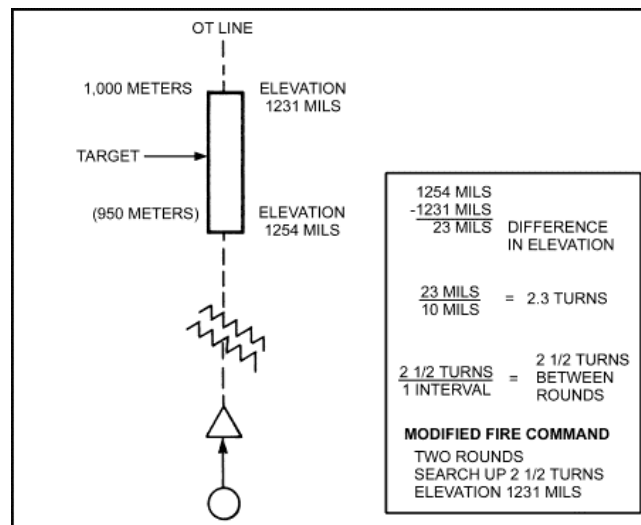 OT LINE
1,000 METERS
ELEVATION
1231 MILS
TARGET
(950 METERS)
ELEVATION
1254 MILS
1254 MILS
-1231 MILS
23 MILS DIFFERENCE
IN ELEVATION
23 MILS
10 MILS
= 2.3 TURNS
2 1/2 TURNS
1 INTERVAL
=
2 1/2 TURNS
BETWEEN
ROUNDS
MODIFIED FIRE COMMAND
TWO ROUNDS
SEARCH UP 2 1/2 TURNS
ELEVATION 1231 MILS